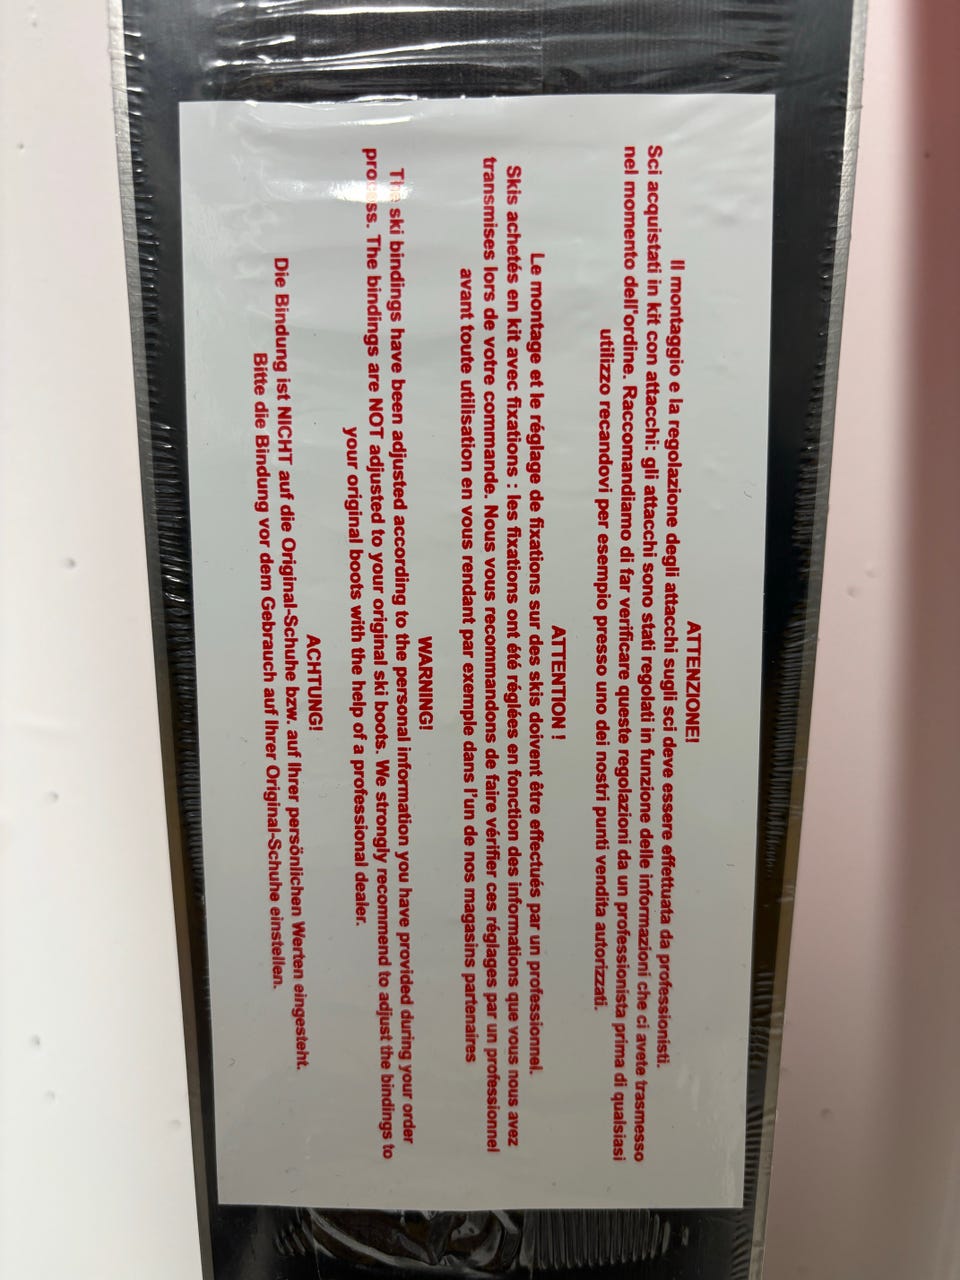 ATTENZIONE!
Il montaggio e la regolazione degli attacchi sugli sci deve essere effettuata da professionisti.
Sci acquistati in kit con attacchi: gli attacchi sono stati regolati in funzione delle informazioni che ci avete trasmesso
nel momento dell'ordine. Raccomandiamo di far verificare queste regolazioni da un professionista prima di qualsiasi
utilizzo recandovi per esempio presso uno dei nostri punti vendita autorizzati.
ATTENTION !
Le montage et le réglage de fixations sur des skis doivent être effectués par un professionnel.
Skis achetés en kit avec fixations : les fixations ont été réglées en fonction des informations que vous nous avez
transmises lors de votre commande. Nous vous recommandons de faire vérifier ces réglages par un professionnel
avant toute utilisation en vous rendant par exemple dans l'un de nos magasins partenaires
WARNING!
The ski bindings have been adjusted according to the personal information you have provided during your order
process. The bindings are NOT adjusted to your original ski boots. We strongly recommend to adjust the bindings to
your original boots with the help of a professional dealer.
ACHTUNG!
Die Bindung ist NICHT auf die Original-Schuhe bzw. auf Ihrer persönlichen Werten eingesteht.
Bitte die Bindung vor dem Gebrauch auf Ihrer Original-Schuhe einstellen.